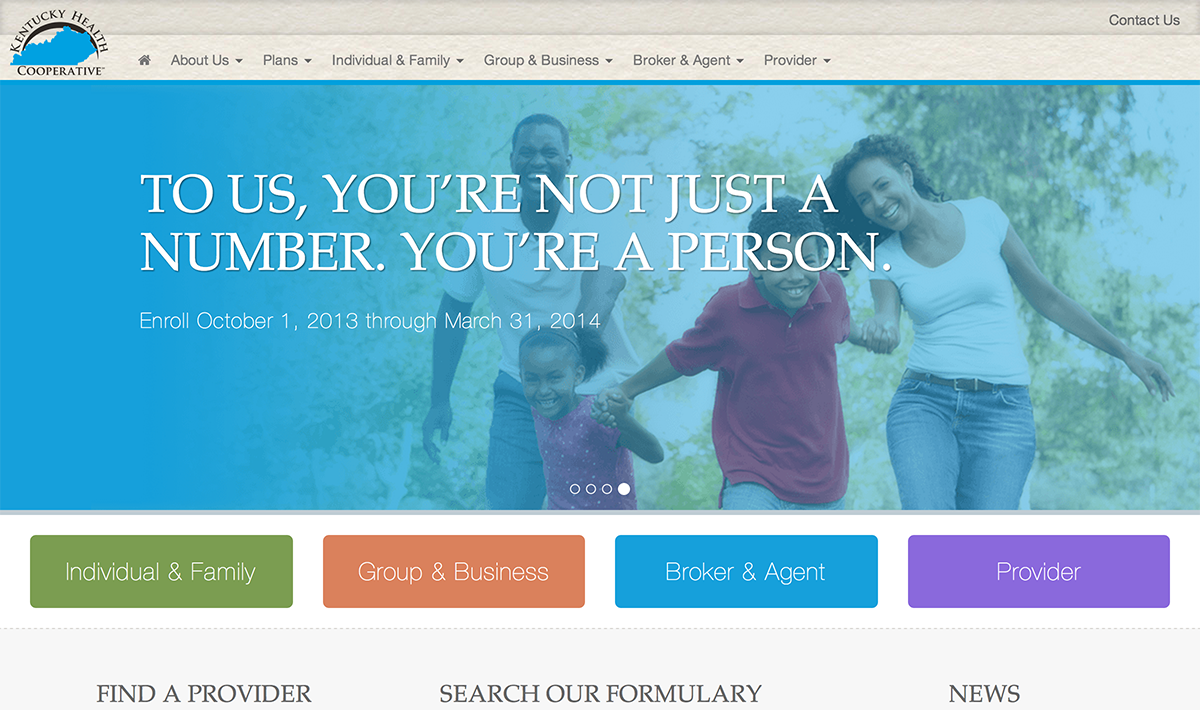 Contact Us
KENTUCKY HEALTH
COOPERATIVE
About Us Plans Individual & Family Group & Business Broker & Agent Provider
TO US, YOU'RE NOT JUST A
NUMBER. YOU'RE A PERSON.
Enroll October 1, 2013 through March 31, 2014
Individual & Family Group & Business Broker & Agent Provider
FIND A PROVIDER SEARCH OUR FORMULARY NEWS